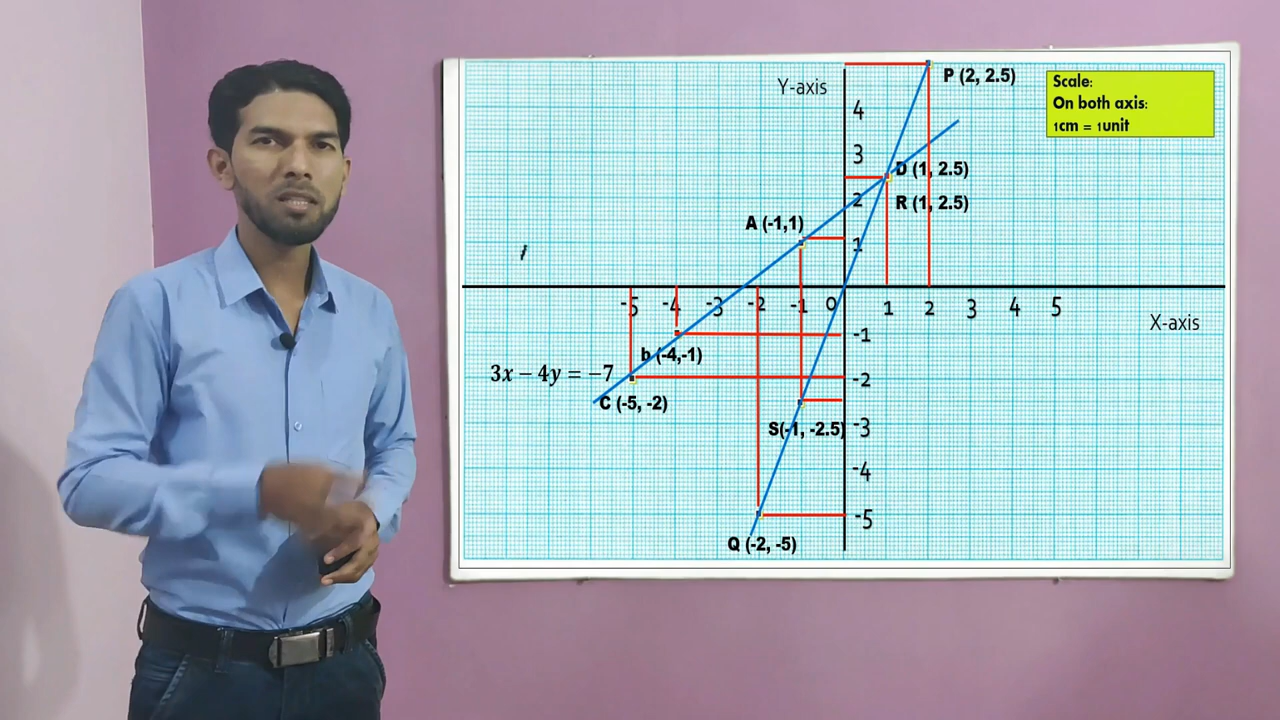 Y-axis
P (2, 2.5)
Scale:
On both axis:
1cm = 1unit
4
3
D (1, 2.5)
2
R (1, 2.5)
A (-1,1)
1
-5 -4 -3 -2 -1 0 1 2 3 4 5
X-axis
-1
b (-4,-1)
3x − 4y = −7
-2
C (-5, -2)
S(-1, -2.5)
-3
-4
-5
Q (-2, -5)